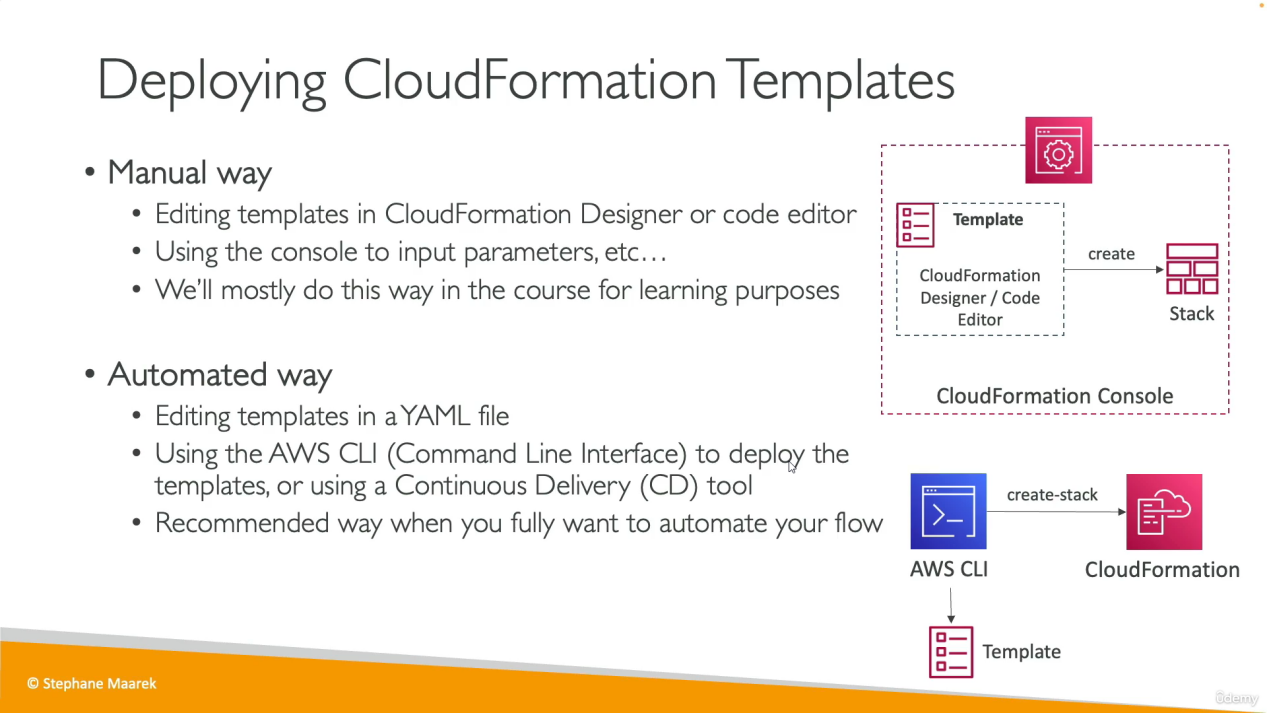 Deploying CloudFormation Templates
• Manual way
• Editing templates in CloudFormation Designer or code editor
• Using the console to input parameters, etc…
• We'll mostly do this way in the course for learning purposes
• Automated way
• Editing templates in a YAML file
• Using the AWS CLI (Command Line Interface) to deploy the
templates, or using a Continuous Delivery (CD) tool
• Recommended way when you fully want to automate your flow
Template
CloudFormation
Designer / Code
Editor
create
Stack
CloudFormation Console
create-stack
AWS CLI
CloudFormation
Template
© Stephane Maarek
ûdemy